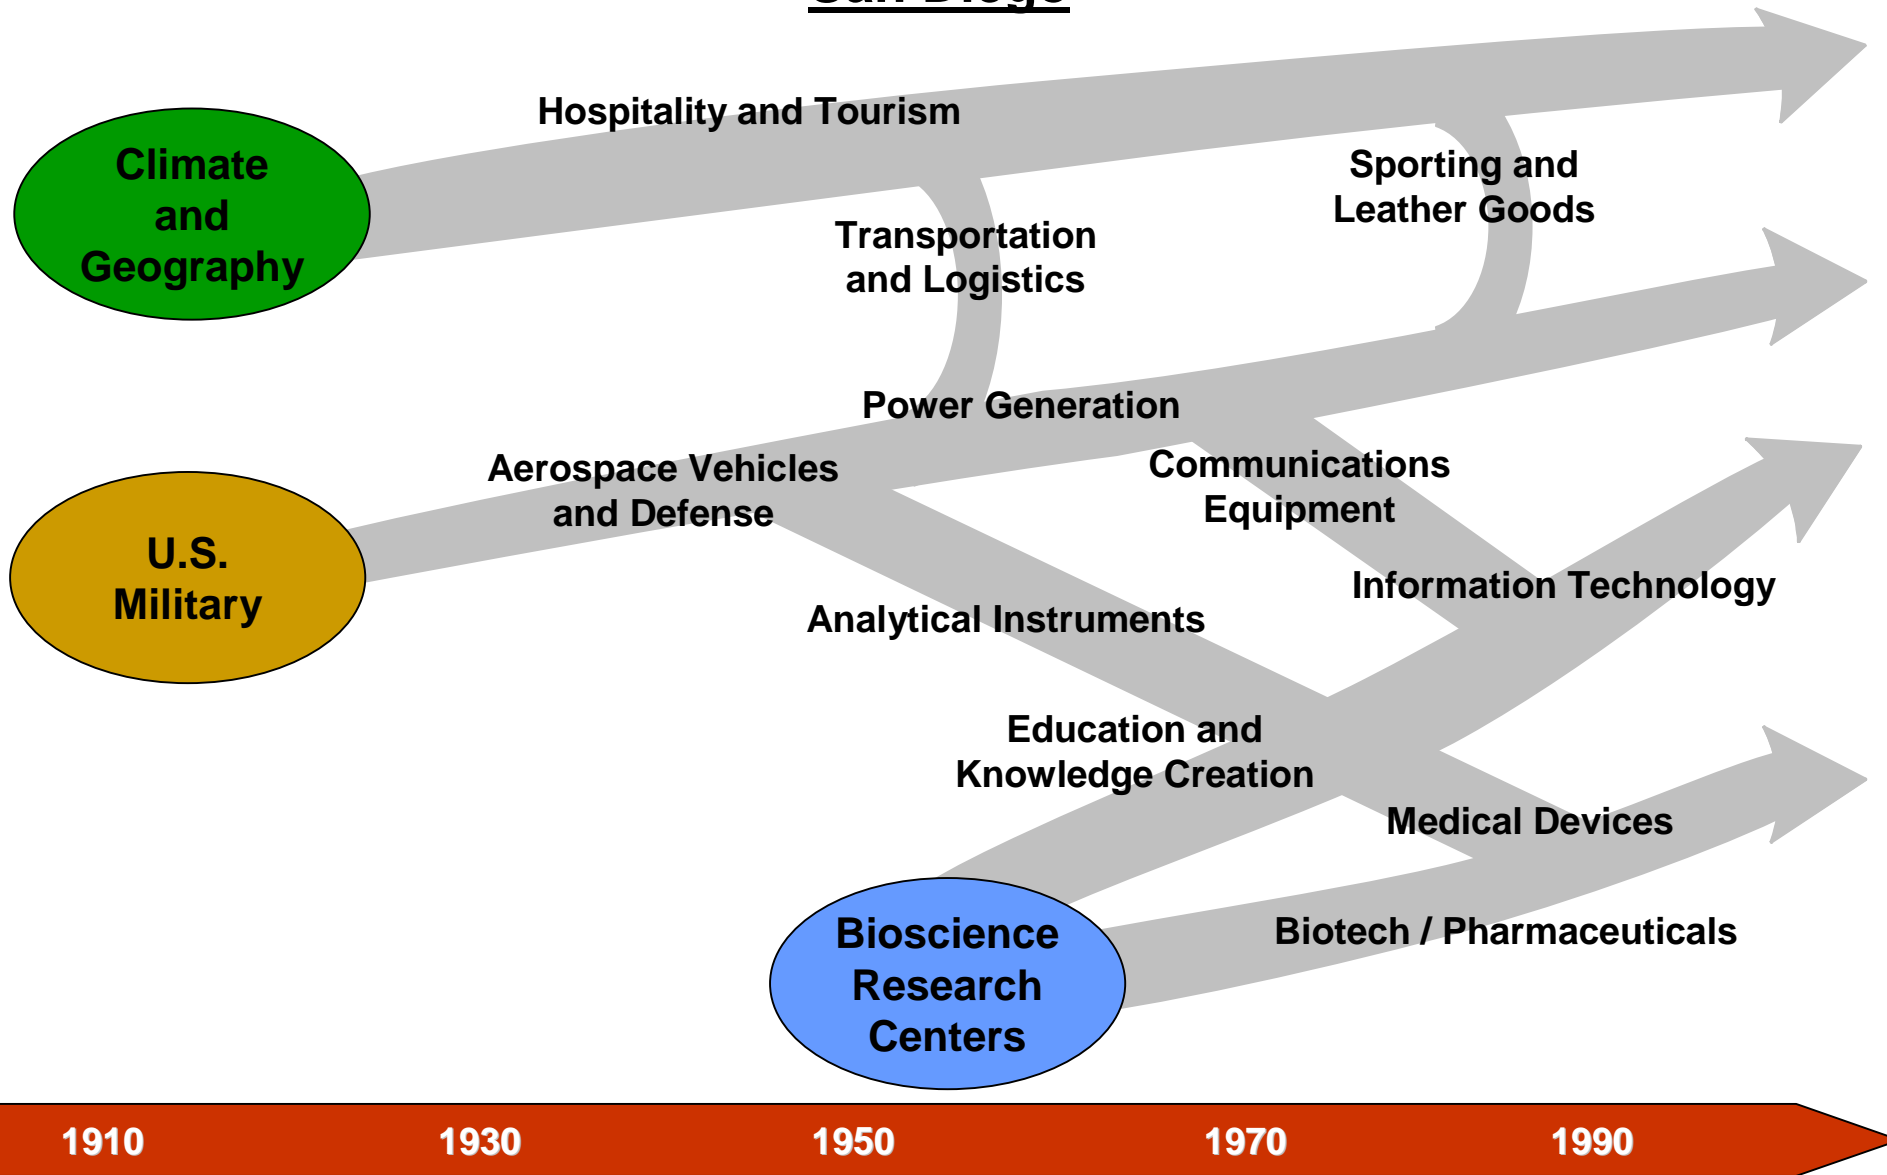 San Diego
Hospitality and Tourism
Climate
and
Geography
Sporting and
Leather Goods
Transportation
and Logistics
Power Generation
Aerospace Vehicles
and Defense
Communications
Equipment
U.S.
Military
Information Technology
Analytical Instruments
Education and
Knowledge Creation
Medical Devices
Bioscience
Research
Centers
Biotech / Pharmaceuticals
1910 1930 1950 1970 1990